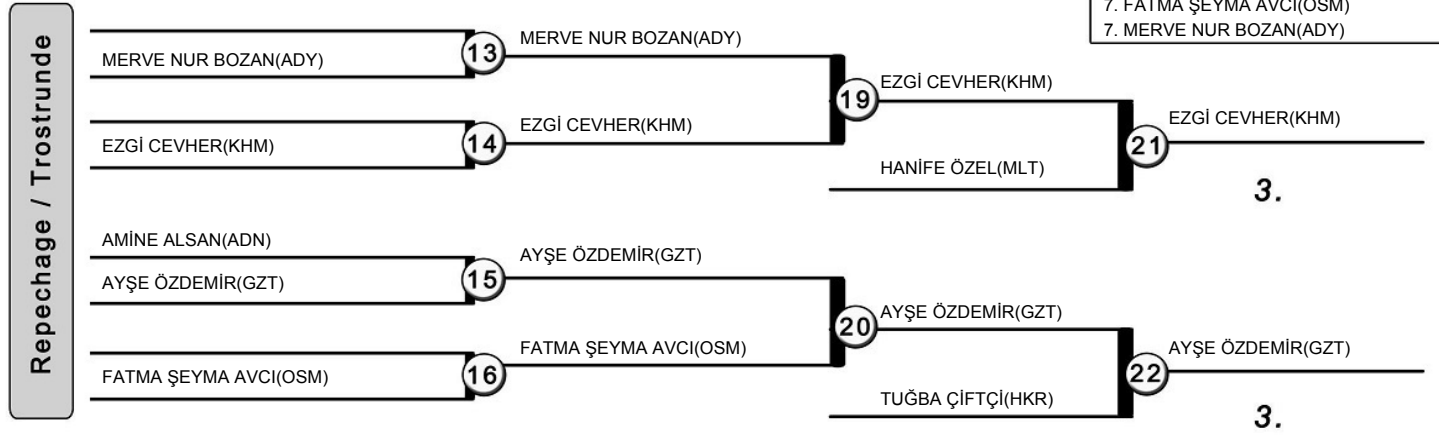 7. FATMA ŞEYMA AVCI(OSM)
7. MERVE NUR BOZAN(ADY)
Repechage / Trostrunde
MERVE NUR BOZAN(ADY)
13
MERVE NUR BOZAN(ADY)
EZGİ CEVHER(KHM)
14
EZGİ CEVHER(KHM)
19
EZGİ CEVHER(KHM)
HANİFE ÖZEL(MLT)
21
EZGİ CEVHER(KHM)
3.
AMİNE ALSAN(ADN)
AYŞE ÖZDEMİR(GZT)
15
AYŞE ÖZDEMİR(GZT)
FATMA ŞEYMA AVCI(OSM)
16
FATMA ŞEYMA AVCI(OSM)
20
AYŞE ÖZDEMİR(GZT)
TUĞBA ÇİFTÇİ(HKR)
22
AYŞE ÖZDEMİR(GZT)
3.